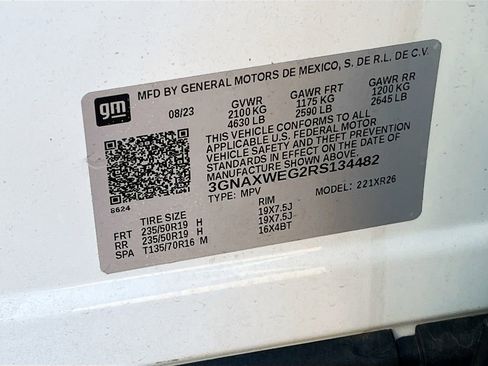 gm
MFD BY GENERAL MOTORS DE MEXICO, S. DE R.L. DE C.V.
08/23 GVWR GAWR FRT GAWR RR
2100 KG 1175 KG 1200 KG
4630 LB 2590 LB 2645 LB
THIS VEHICLE CONFORMS TO ALL
APPLICABLE U.S. FEDERAL MOTOR
VEHICLE SAFETY AND THEFT PREVENTION
STANDARDS IN EFFECT ON THE DATE OF
MANUFACTURE SHOWN ABOVE.
3GNAXWEG2RS134482
TYPE: MPV MODEL: 221XR26
S624
TIRE SIZE RIM
FRT 235/50R19 H 19X7.5J
RR 235/50R19 H 19X7.5J
SPA T135/70R16 M 16X4BT